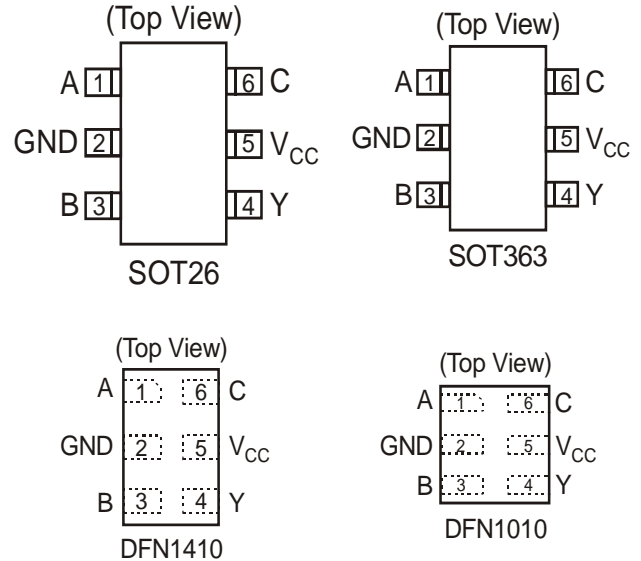 (Top View)
A 1 6 C
GND 2 5 VCC
B 3 4 Y
SOT26
(Top View)
A 1 6 C
GND 2 5 VCC
B 3 4 Y
SOT363
(Top View)
A 1 6 C
GND 2 5 VCC
B 3 4 Y
DFN1410
(Top View)
A 1 6 C
GND 2 5 VCC
B 3 4 Y
DFN1010